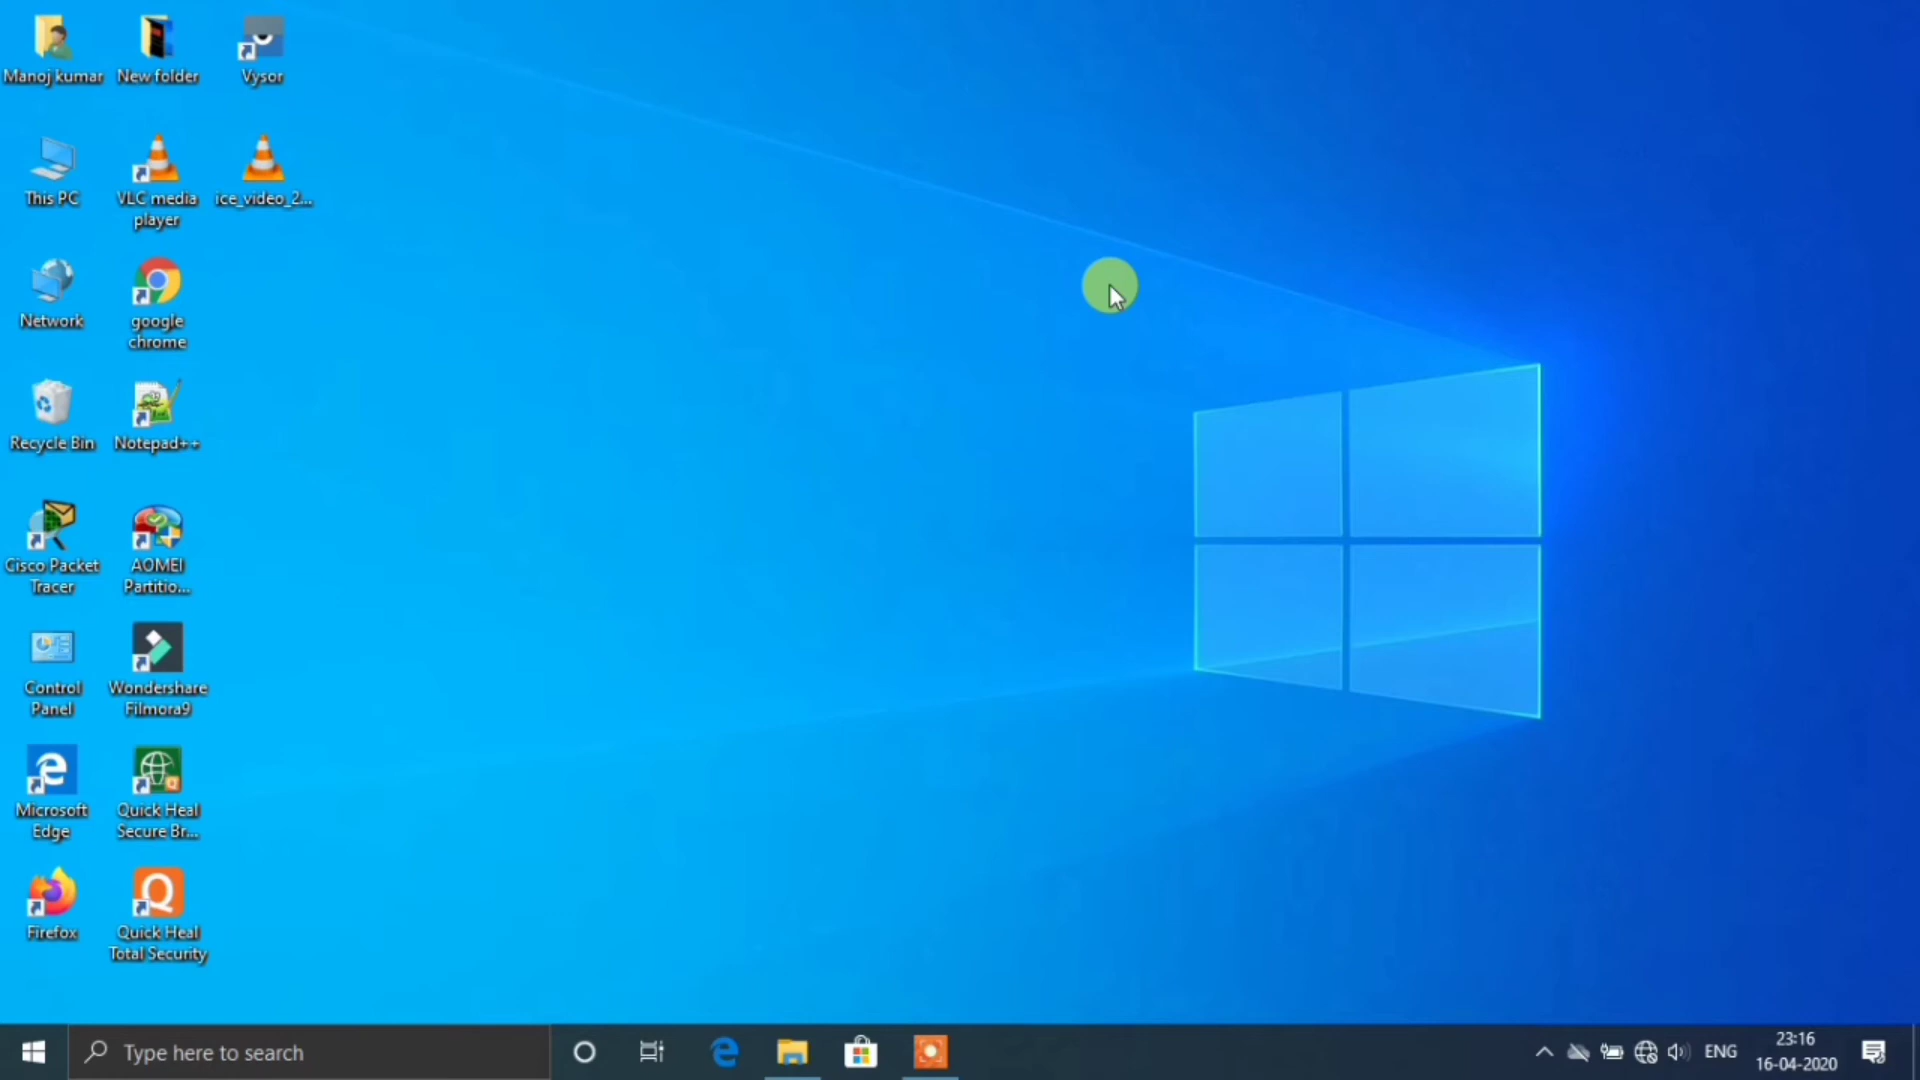 Manoj kumar
New folder
Vysor
This PC
VLC media
player
ice_video_2...
Network
google
chrome
Recycle Bin
Notepad++
Cisco Packet
Tracer
AOMEI
Partitio...
Control
Panel
Wondershare
Filmora9
Microsoft
Edge
Quick Heal
Secure Br...
Firefox
Quick Heal
Total Security
Type here to search
ENG
23:16
16-04-2020